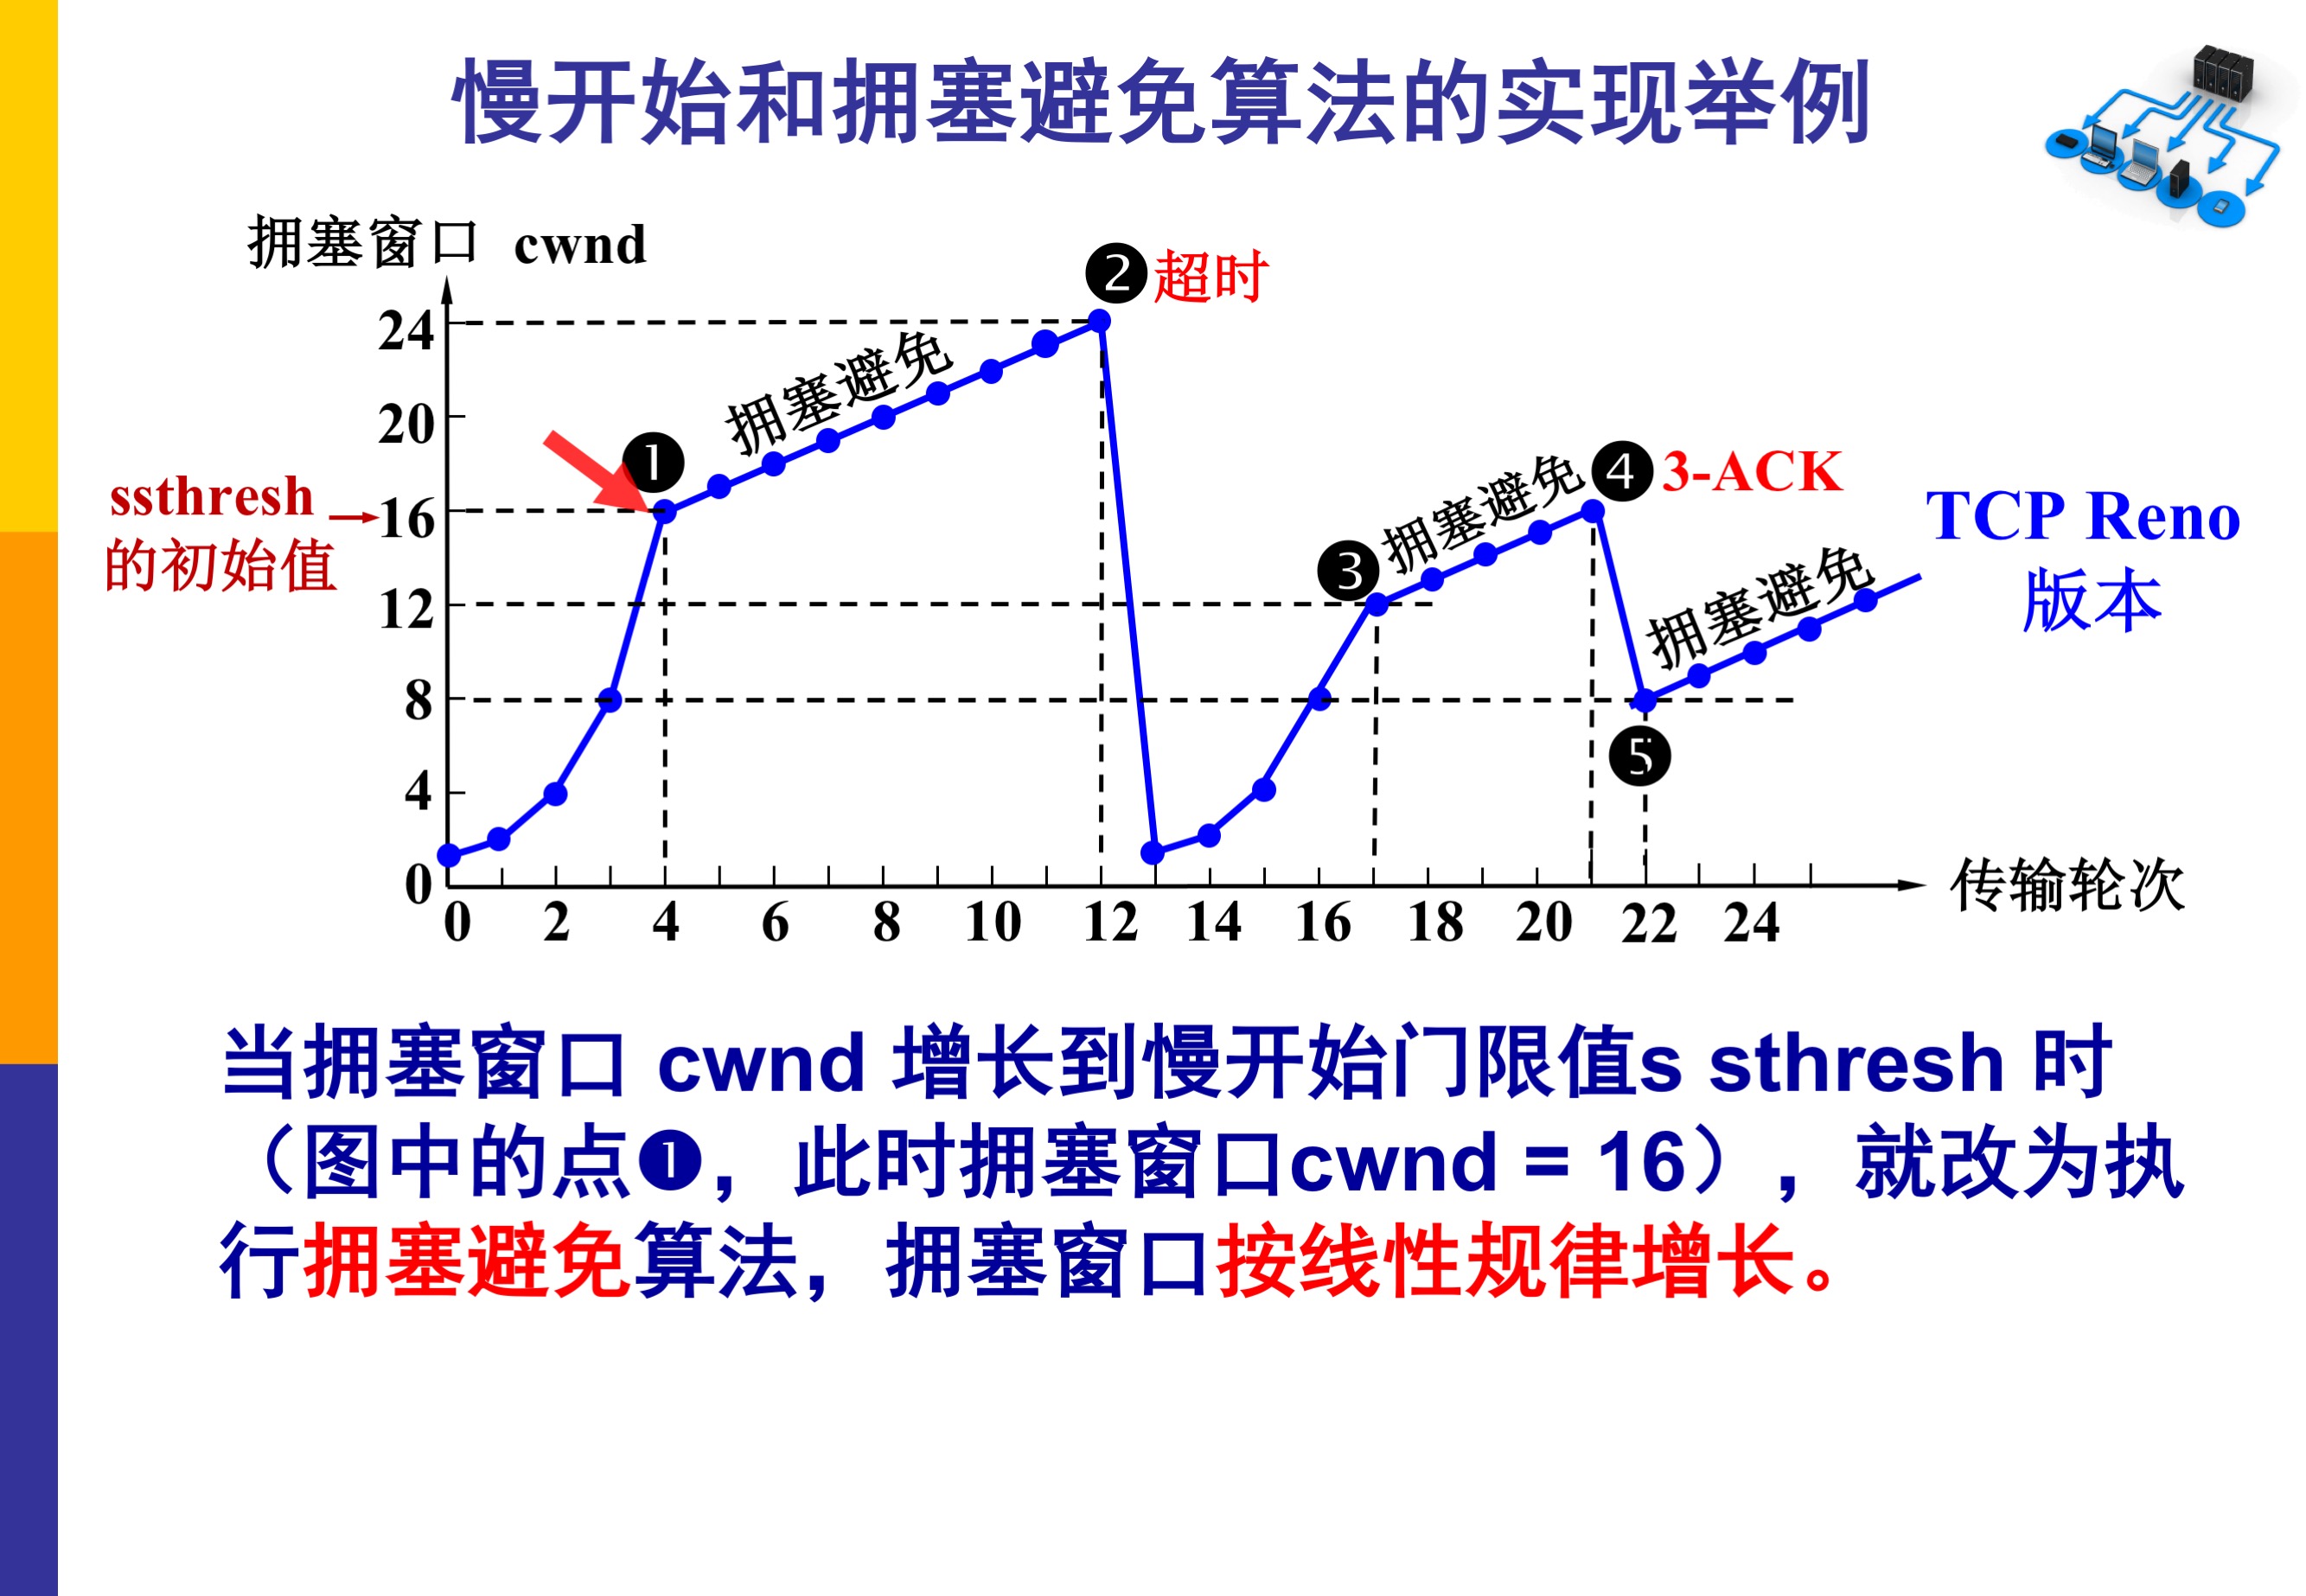 慢开始和拥塞避免算法的实现举例
拥塞窗口 cwnd
❷超时
24
拥塞避免
20
❶
ssthresh
的初始值
16
拥塞避免
❹3-ACK
TCP Reno
版本
12
❸
拥塞避免
8
❺
4
0
0 2 4 6 8 10 12 14 16 18 20 22 24
传输轮次
当拥塞窗口 cwnd 增长到慢开始门限值s sthresh 时
（图中的点❶，此时拥塞窗口cwnd = 16），就改为执
行拥塞避免算法，拥塞窗口按线性规律增长。